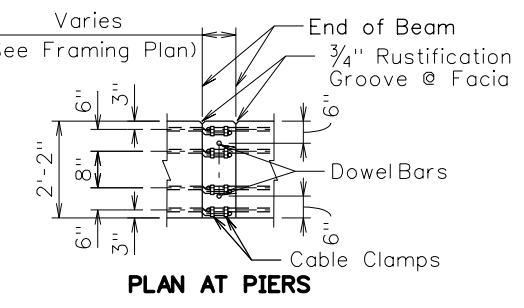 Varies
See Framing Plan)
End of Beam
3/4" Rustification
Groove @ Facia
6"
3"
6"
2'-2"
8"
Dowel Bars
6"
3"
6"
Cable Clamps
PLAN AT PIERS